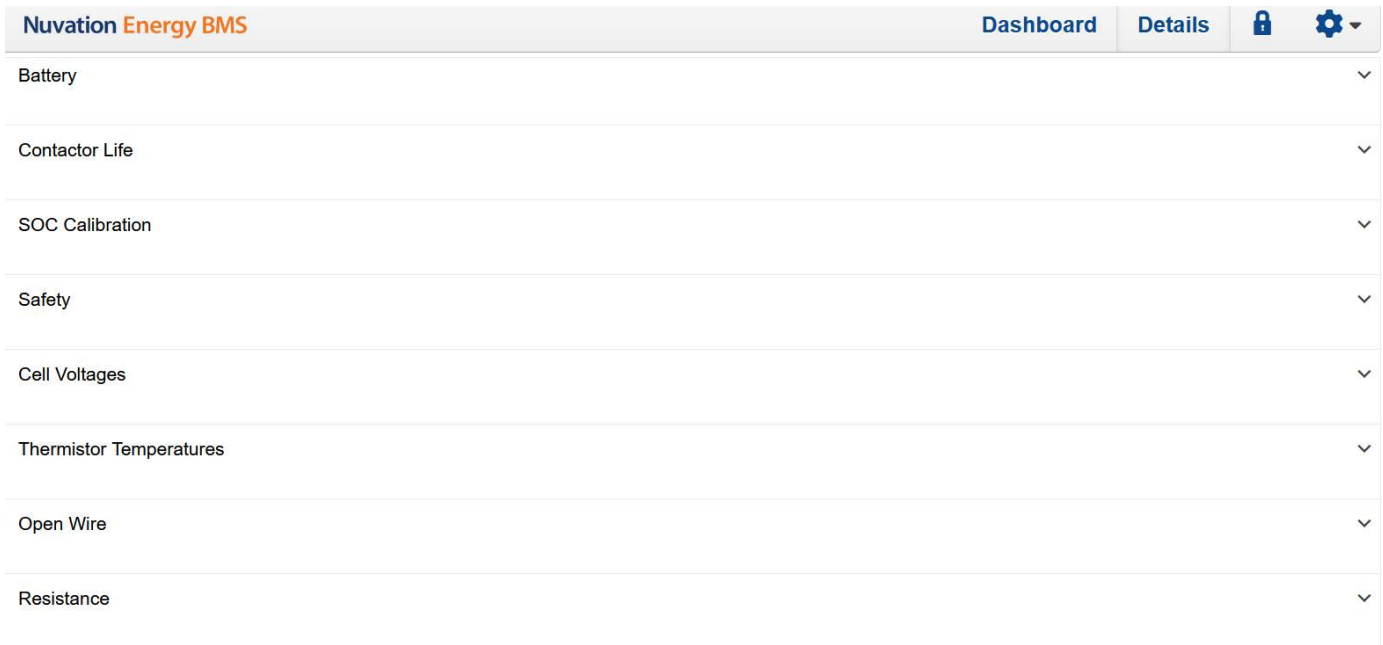 Nuvation Energy BMS Dashboard Details
Battery
Contactor Life
SOC Calibration
Safety
Cell Voltages
Thermistor Temperatures
Open Wire
Resistance